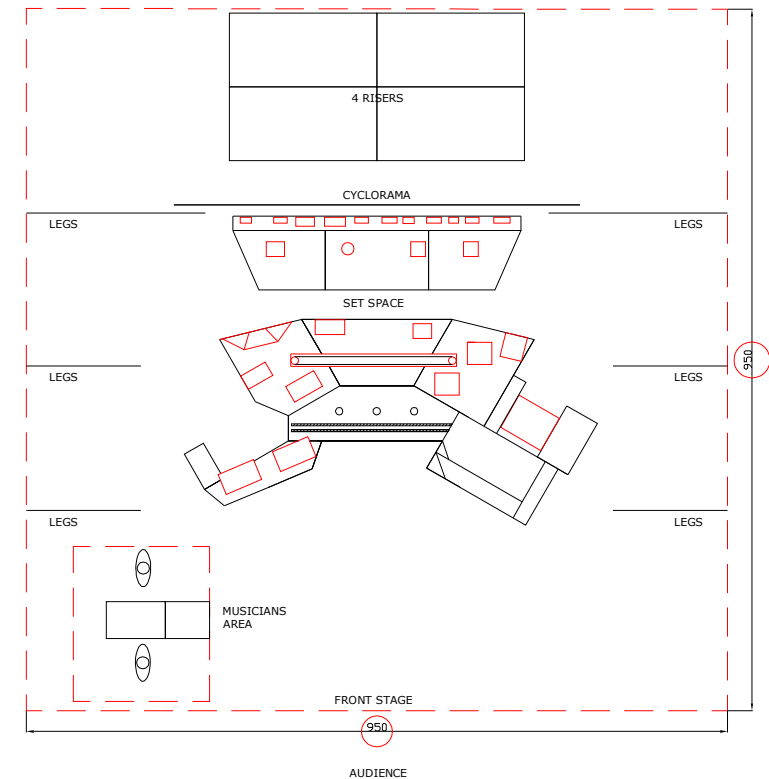 4 RISERS
CYCLORAMA
LEGS
LEGS
SET SPACE
950
LEGS
LEGS
LEGS
LEGS
MUSICIANS
AREA
FRONT STAGE
950
AUDIENCE